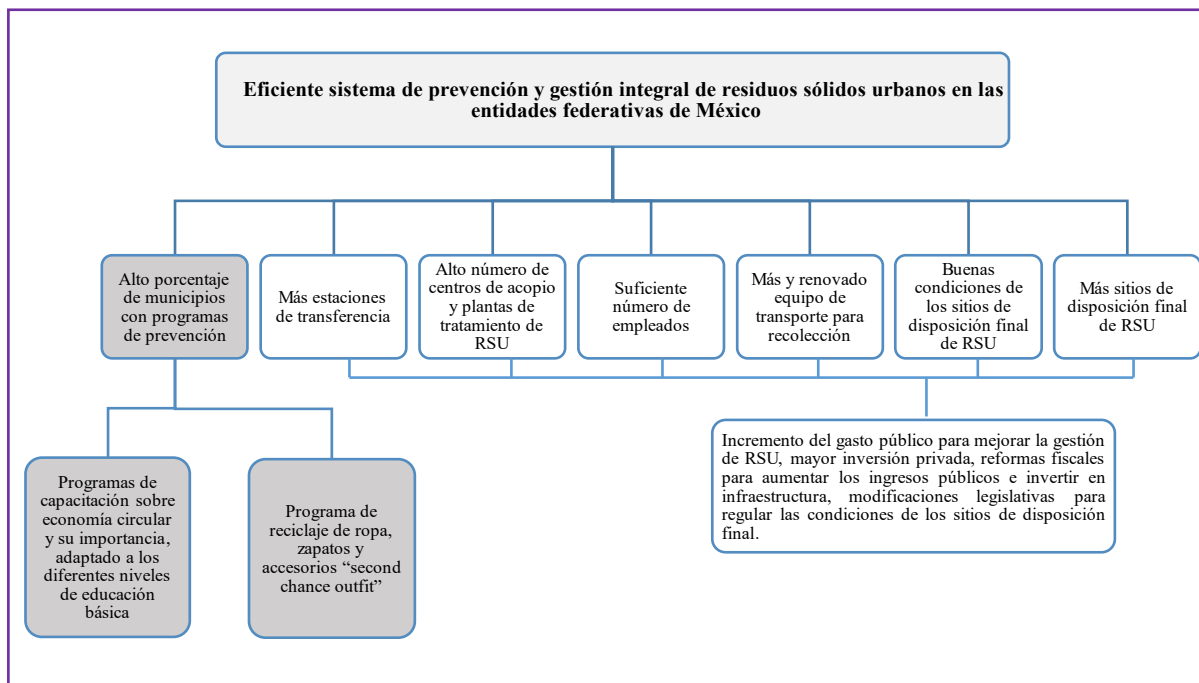 Eficiente sistema de prevención y gestión integral de residuos sólidos urbanos en las
entidades federativas de México
Alto porcentaje
de municipios
con programas
de prevención
Más estaciones
de transferencia
Alto número de
centros de acopio
y plantas de
tratamiento de
RSU
Suficiente
número de
empleados
Más y renovado
equipo de
transporte para
recolección
Buenas
condiciones de
los sitios de
disposición final
de RSU
Más sitios de
disposición final
de RSU
Programas de
capacitación sobre
economía circular
y su importancia,
adaptado a los
diferentes niveles
de educación
básica
Programa de
reciclaje de ropa,
zapatos y
accesorios “second
chance outfit”
Incremento del gasto público para mejorar la gestión
de RSU, mayor inversión privada, reformas fiscales
para aumentar los ingresos públicos e invertir en
infraestructura, modificaciones legislativas para
regular las condiciones de los sitios de disposición
final.